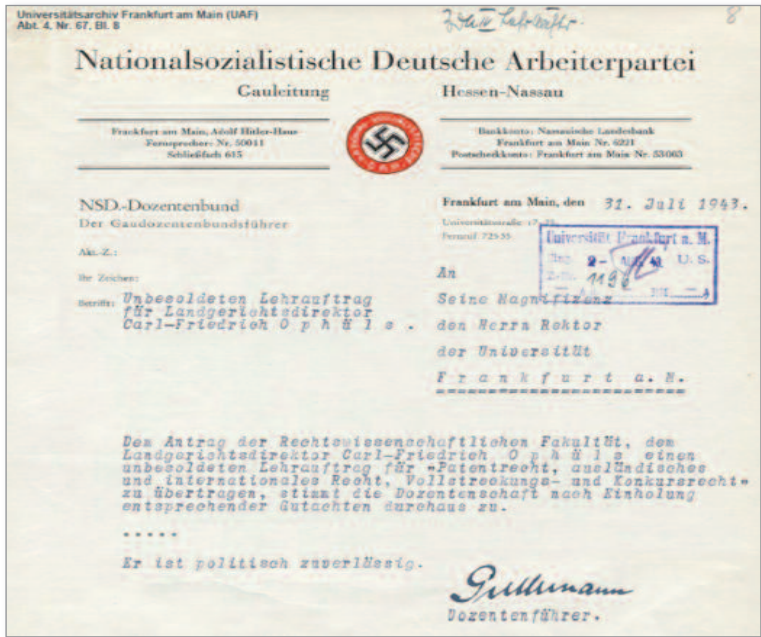 Universitätsarchiv Frankfurt am Main (UAF)
Abt. 4, Nr. 67, Bl. 8
8
Nationalsozialistische Deutsche Arbeiterpartei
Gauleitung Hessen-Nassau
Frankfurt am Main, Adolf Hitler-Haus
Fernsprecher: Nr. 50011
Schließfach 615
Bankkonto: Nassauische Landesbank
Frankfurt am Main Nr. 6221
Postscheckkonto: Frankfurt am Main Nr. 53063
NSD.-Dozentenbund
Der Gaudozentenbundsführer
Akt.-Z.:
Ihr Zeichen:
Betrifft: Unbesoldeten Lehrauftrag
für Landgerichtsdirektor
Carl-Friedrich O p h ü l s .
Frankfurt am Main, den 31. Juli 1943.
Fernruf 72535
Universität Frankfurt a. M.
2- U. S.
1196
An
Seine Magnifizenz
den Herrn Rektor
der Universität
F r a n k f u r t a. M.
Dem Antrag der Rechtswissenschaftlichen Fakultät, dem
Landgerichtsdirektor Carl-Friedrich O p h ü l s einen
unbesoldeten Lehrauftrag für "Patentrecht, ausländisches
und internationales Recht, Vollstreckungs- und Konkursrecht"
zu übertragen, stimmt die Dozentenschaft nach Einholung
entsprechender Gutachten durchaus zu.
.....
Er ist politisch zuverlässig.
Dozentenführer.